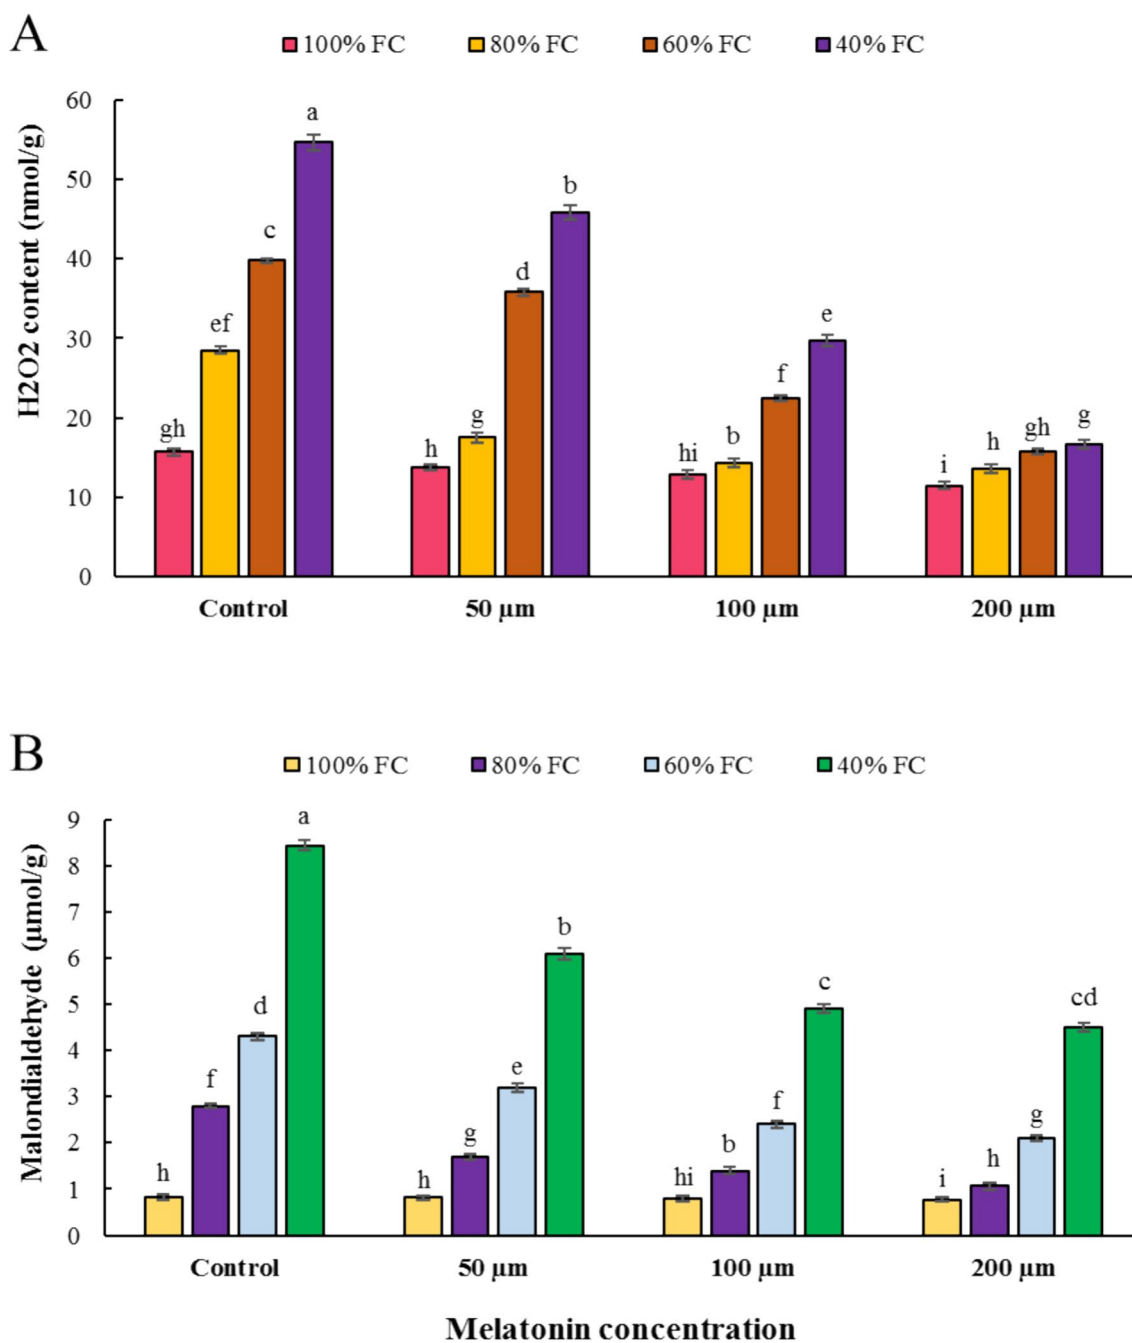 A
100% FC 80% FC 60% FC 40% FC
H2O2 content (nmol/g)
60
50
40
30
20
10
0
gh ef c a
h g d b
hi b f e
i h gh g
Control 50 µm 100 µm 200 µm
B
100% FC 80% FC 60% FC 40% FC
Malondialdehyde (µmol/g)
9
8
7
6
5
4
3
2
1
0
h f d a
h g e b
hi b f c
i h g cd
Control 50 µm 100 µm 200 µm
Melatonin concentration